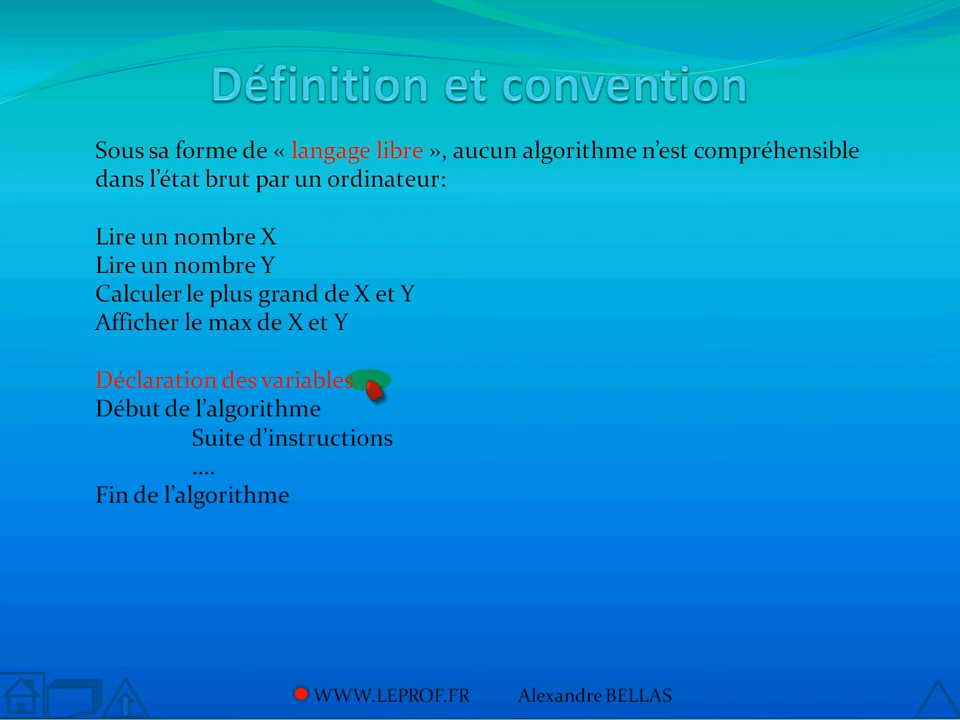 Définition et convention
Sous sa forme de « langage libre », aucun algorithme n’est compréhensible
dans l’état brut par un ordinateur:
Lire un nombre X
Lire un nombre Y
Calculer le plus grand de X et Y
Afficher le max de X et Y
Déclaration des variables
Début de l’algorithme
Suite d’instructions
....
Fin de l’algorithme
WWW.LEPROF.FR Alexandre BELLAS